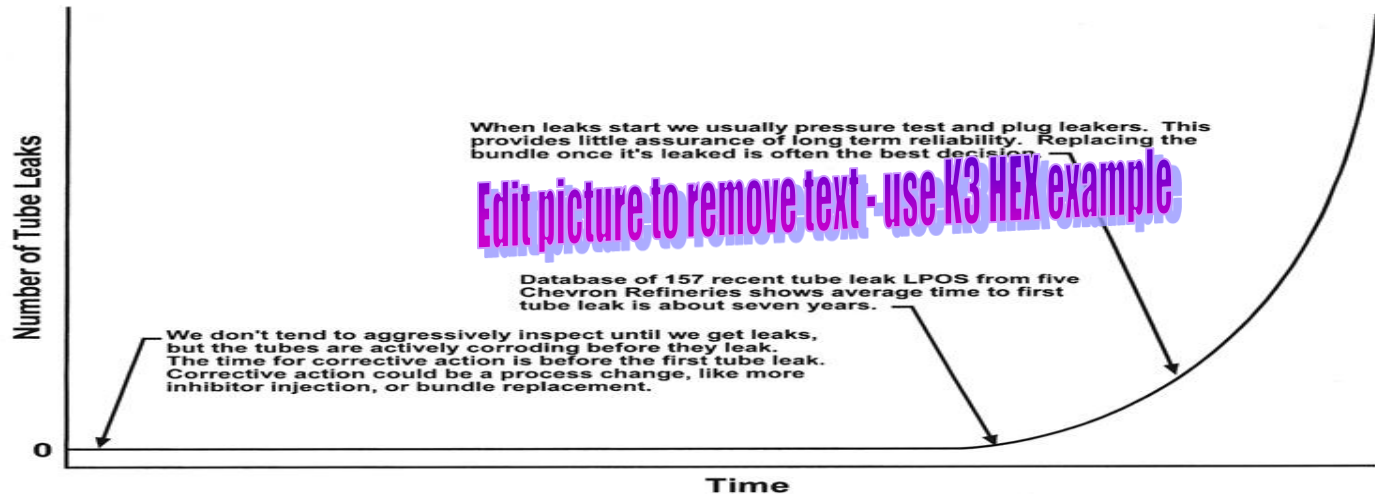 When leaks start we usually pressure test and plug leakers. This
provides little assurance of long term reliability. Replacing the
bundle once it's leaked is often the best decision.
Edit picture to remove text - use K3 HEX example
Database of 157 recent tube leak LPOS from five
Chevron Refineries shows average time to first
tube leak is about seven years.
We don't tend to aggressively inspect until we get leaks,
but the tubes are actively corroding before they leak.
The time for corrective action is before the first tube leak.
Corrective action could be a process change, like more
inhibitor injection, or bundle replacement.
Number of Tube Leaks
0
Time